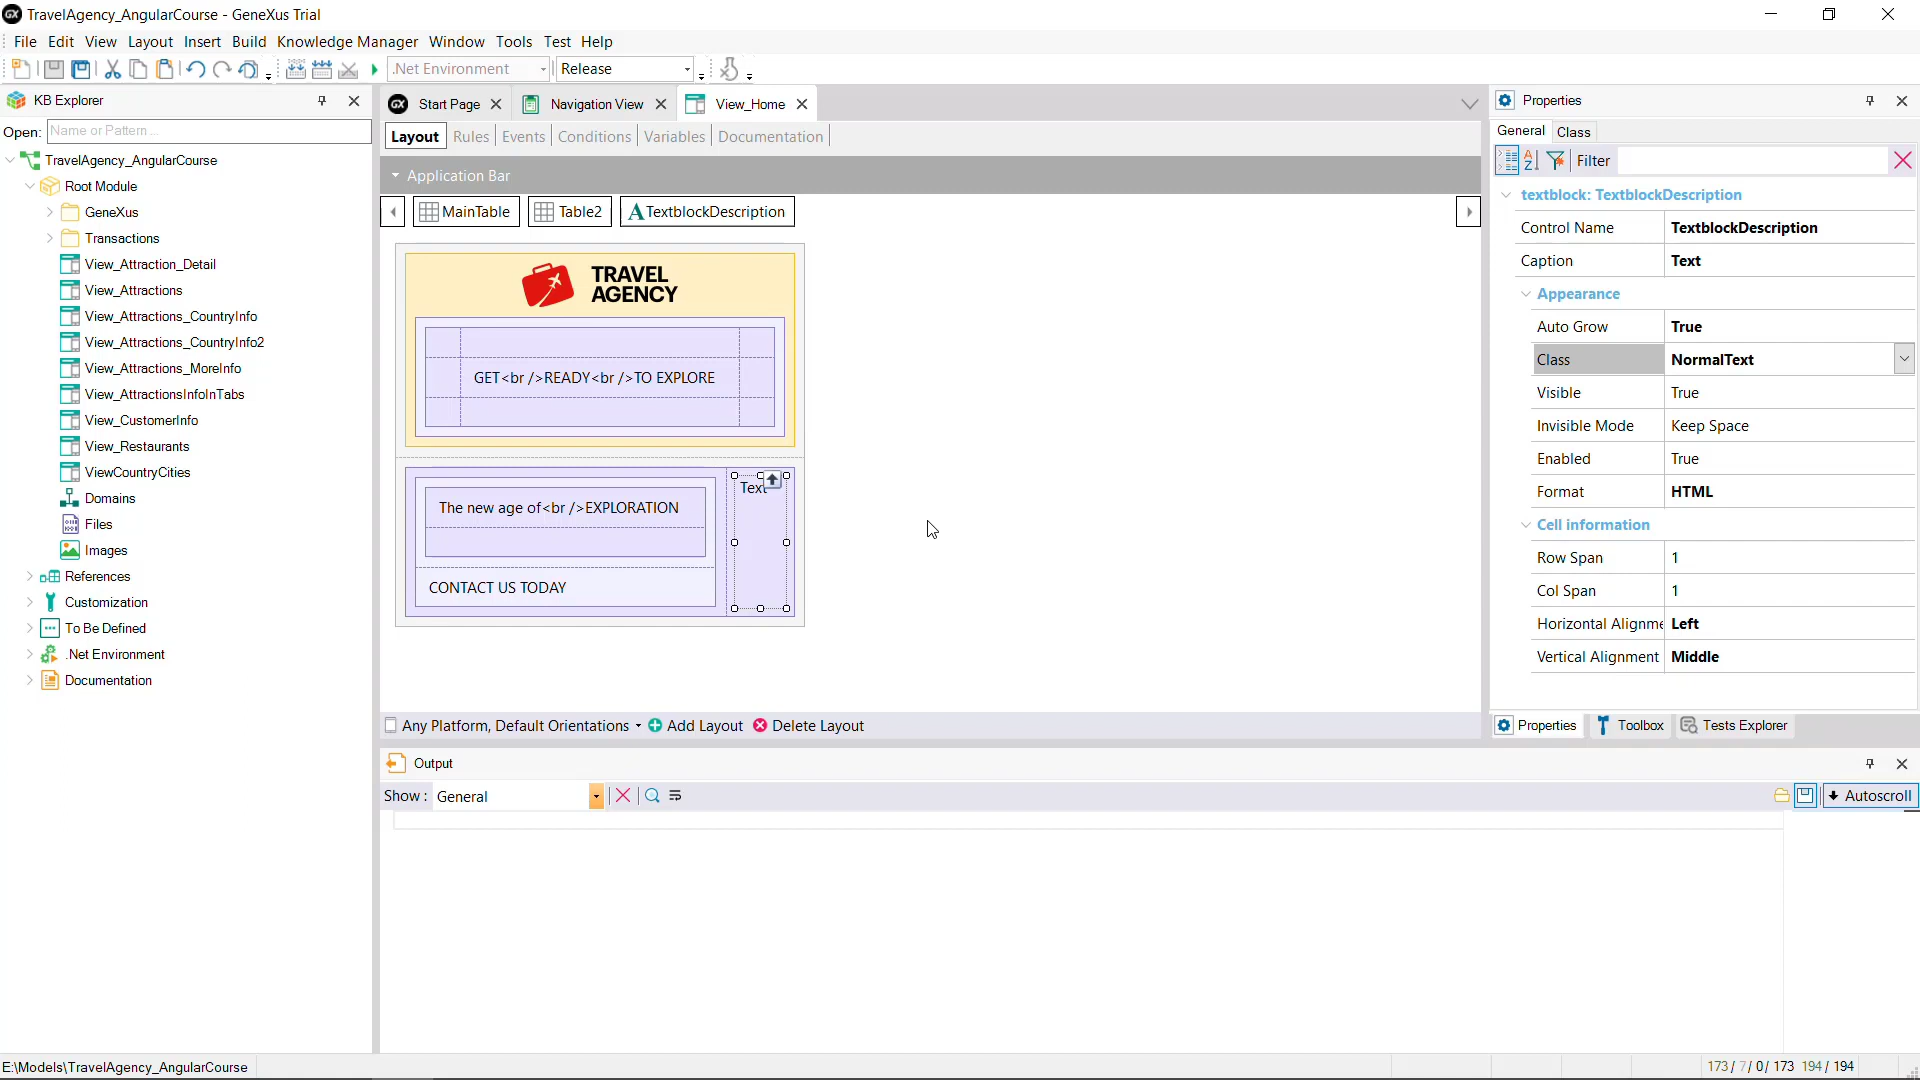 TravelAgency_AngularCourse - GeneXus Trial
File Edit View Layout Insert Build Knowledge Manager Window Tools Test Help
.Net Environment Release
KB Explorer
Open: Name or Pattern ...
TravelAgency_AngularCourse
Root Module
GeneXus
Transactions
View_Attraction_Detail
View_Attractions
View_Attractions_CountryInfo
View_Attractions_CountryInfo2
View_Attractions_MoreInfo
View_AttractionsInfoInTabs
View_CustomerInfo
View_Restaurants
ViewCountryCities
Domains
Files
Images
References
Customization
To Be Defined
.Net Environment
Documentation
Start Page Navigation View View_Home
Layout Rules Events Conditions Variables Documentation
Application Bar
MainTable Table2 TextblockDescription
TRAVEL
AGENCY
GET<br />READY<br />TO EXPLORE
The new age of<br />EXPLORATION
CONTACT US TODAY
Text
Any Platform, Default Orientations Add Layout Delete Layout
Output
Show : General
Autoscroll
Properties
General Class
Filter
textblock: TextblockDescription
Control Name TextblockDescription
Caption Text
Appearance
Auto Grow True
Class NormalText
Visible True
Invisible Mode Keep Space
Enabled True
Format HTML
Cell information
Row Span 1
Col Span 1
Horizontal Alignme Left
Vertical Alignment Middle
Properties Toolbox Tests Explorer
E:\Models\TravelAgency_AngularCourse
173/ 7/ 0/ 173 194 / 194